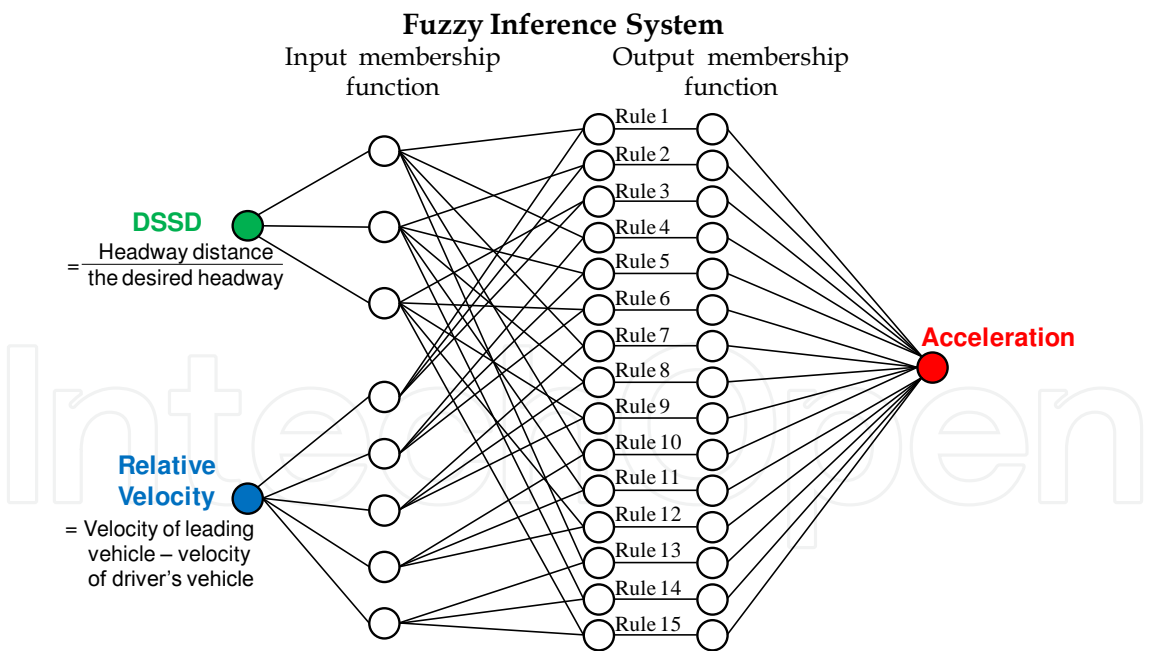 Fuzzy Inference System
Input membership
function
Output membership
function
Rule 1
Rule 2
Rule 3
Rule 4
Rule 5
Rule 6
Rule 7
Rule 8
Rule 9
Rule 10
Rule 11
Rule 12
Rule 13
Rule 14
Rule 15
DSSD
= Headway distance
the desired headway
Relative
Velocity
= Velocity of leading
vehicle – velocity
of driver's vehicle
Acceleration
IntechOpen